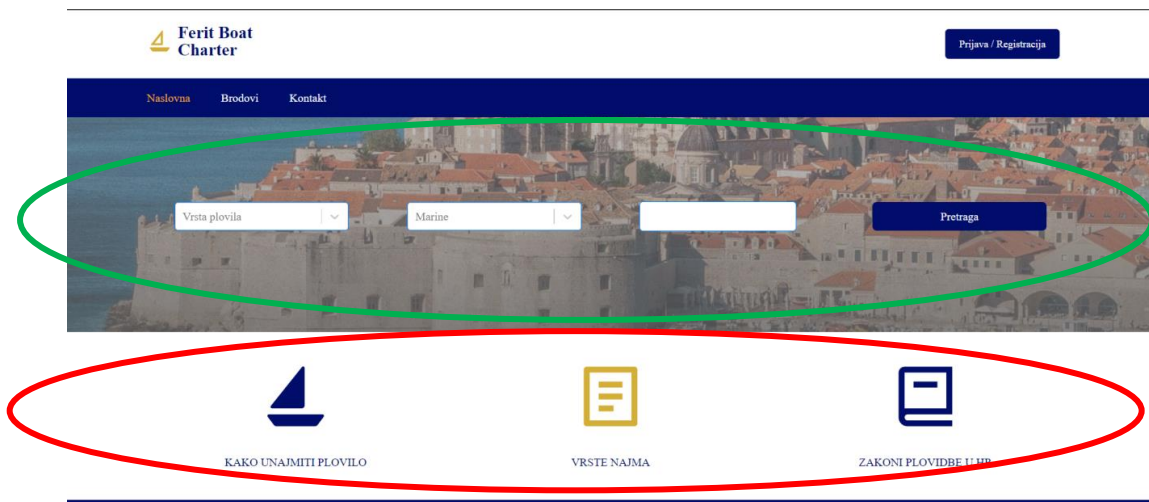 Ferit Boat
Charter
Prijava / Registracija
Naslovna Brodovi Kontakt
Vrsta plovila Marine Pretraga
KAKO UNAJMITI PLOVILO VRSTE NAJMA ZAKONI PLOVIDBE U HR